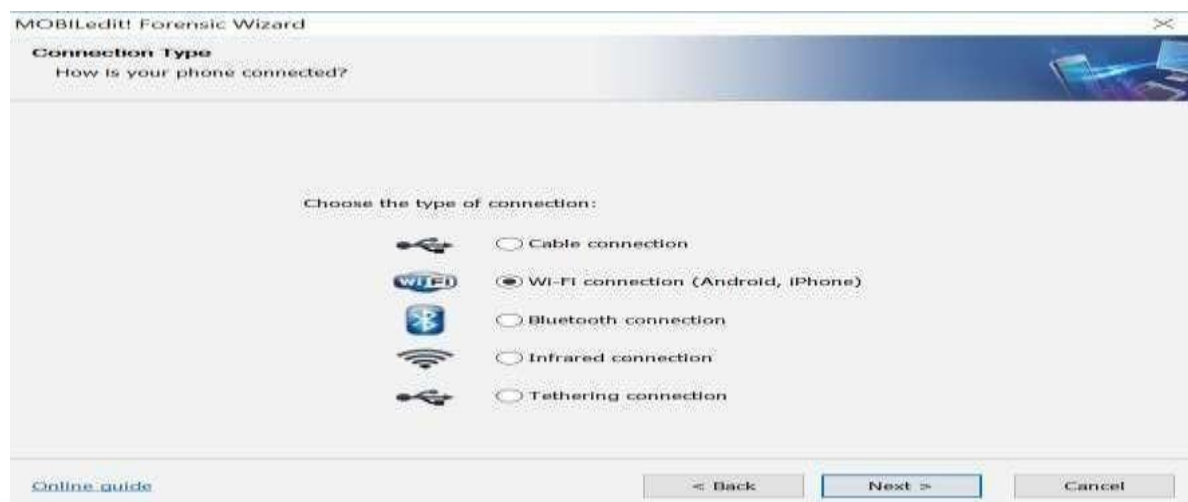 MOBILedit! Forensic Wizard
Connection Type
How is your phone connected?
Choose the type of connection:
Cable connection
WiFi Wi-Fi connection (Android, iPhone)
Bluetooth connection
Infrared connection
Tethering connection
Online guide < Back Next > Cancel